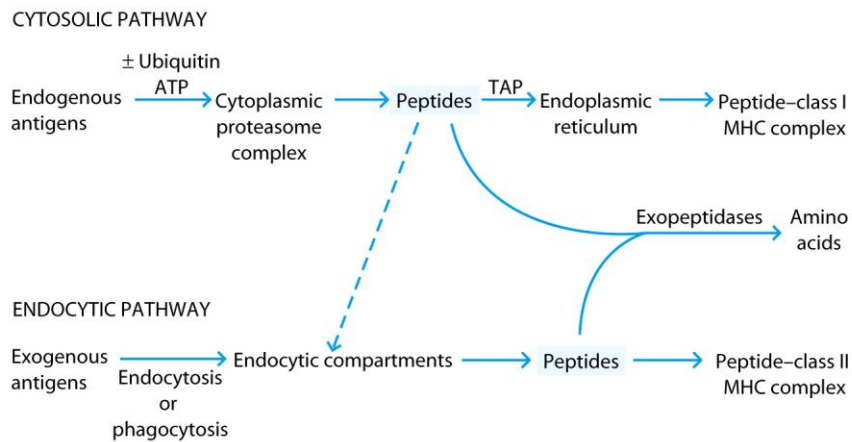 CYTOSOLIC PATHWAY
± Ubiquitin
ATP
TAP
Endogenous
antigens
Cytoplasmic
proteasome
complex
Peptides
Endoplasmic
reticulum
Peptide–class I
MHC complex
Exopeptidases
Amino
acids
ENDOCYTIC PATHWAY
Exogenous
antigens
Endocytosis
or
phagocytosis
Endocytic compartments
Peptides
Peptide–class II
MHC complex